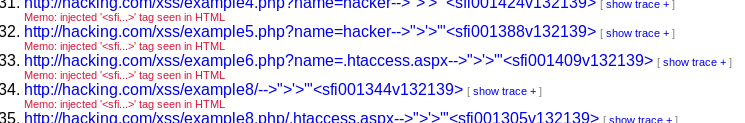 31. http://hacking.com/xss/example4.php?name=hacker-->">'>'"<sfi001424v132139> [ show trace + ]
Memo: injected '<sfi...>' tag seen in HTML
32. http://hacking.com/xss/example5.php?name=hacker-->">'>'"<sfi001388v132139> [ show trace + ]
Memo: injected '<sfi...>' tag seen in HTML
33. http://hacking.com/xss/example6.php?name=.htaccess.aspx-->">'>'"<sfi001409v132139> [ show trace + ]
Memo: injected '<sfi...>' tag seen in HTML
34. http://hacking.com/xss/example8/-->">'>'"<sfi001344v132139> [ show trace + ]
Memo: injected '<sfi...>' tag seen in HTML
35. http://hacking.com/xss/example8.php/.htaccess.aspx-->">'>'"<sfi001305v132139> [ show trace + ]